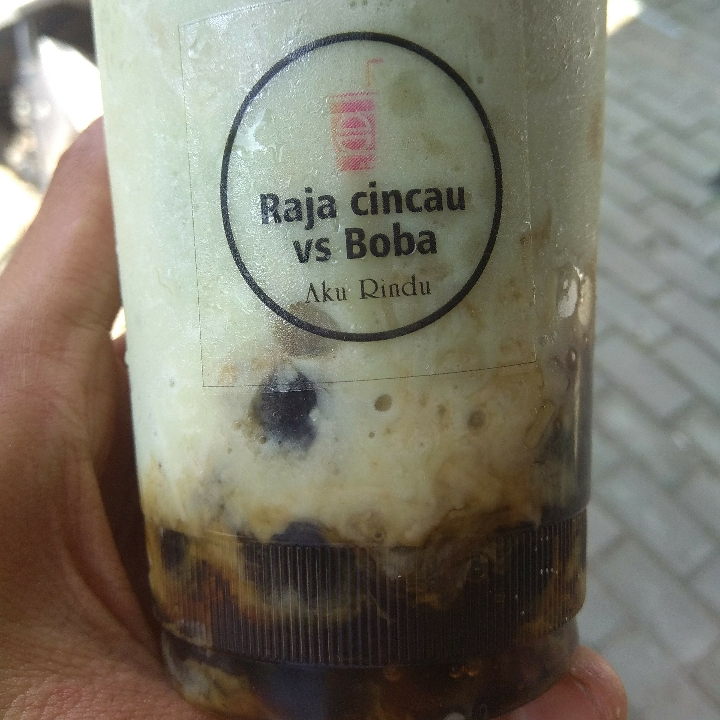 Raja cincau
vs Boba
Aku Rindu